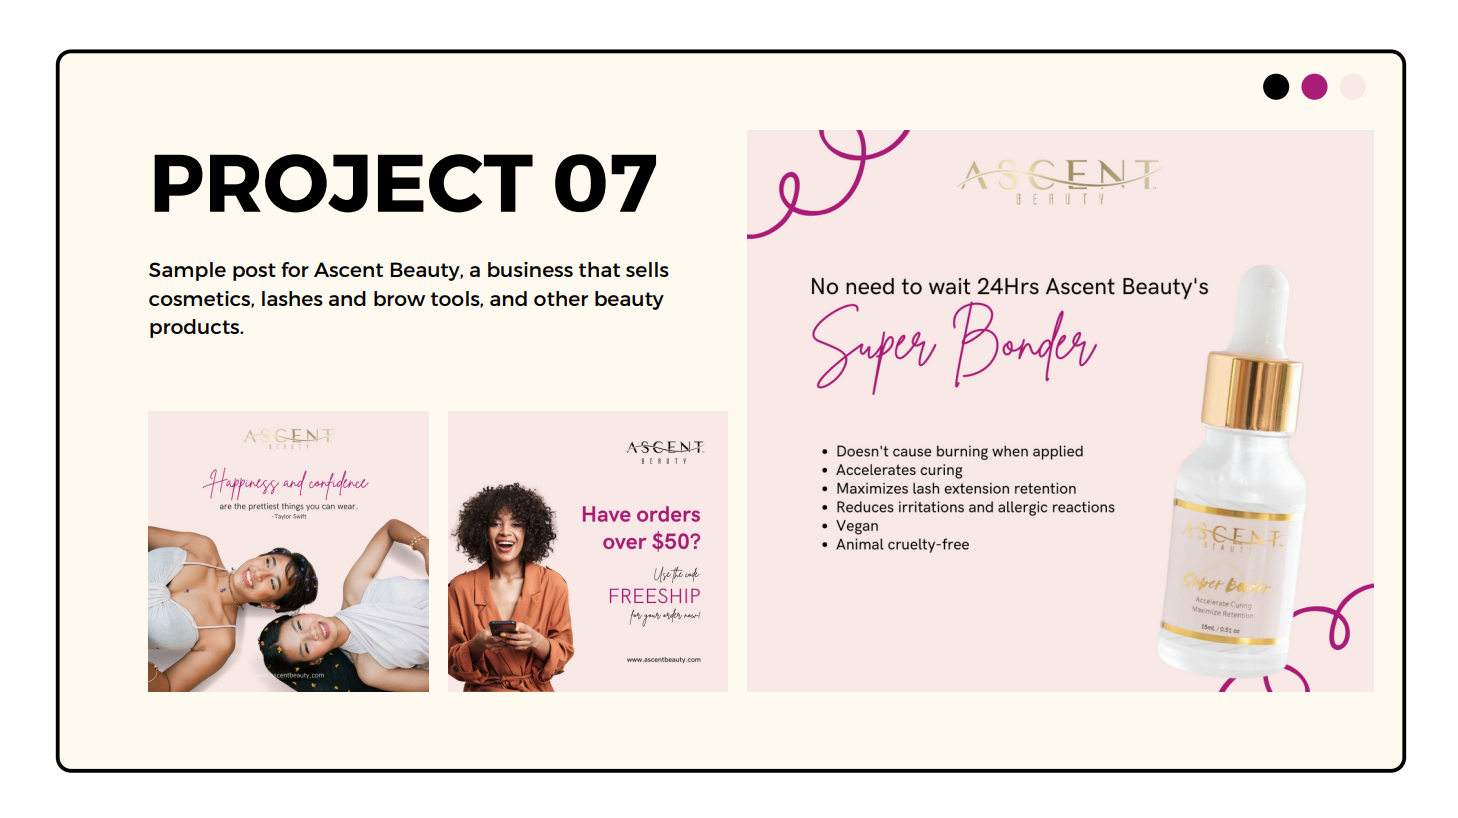 PROJECT 07
Sample post for Ascent Beauty, a business that sells
cosmetics, lashes and brow tools, and other beauty
products.
ASCENT
BEAUTY
Happiness and confidence
are the prettiest things you can wear.
-Taylor Swift
www.ascentbeauty.com
ASCENT
BEAUTY
Have orders
over $50?
Use the code
FREESHIP
for your order now!
www.ascentbeauty.com
ASCENT
BEAUTY
No need to wait 24Hrs Ascent Beauty's
Super Bonder
• Doesn't cause burning when applied
• Accelerates curing
• Maximizes lash extension retention
• Reduces irritations and allergic reactions
• Vegan
• Animal cruelty-free
ASCENT
BEAUTY
Super Bonder
Accelerate Curing
Maximize Retention
15mL / 0.51 oz